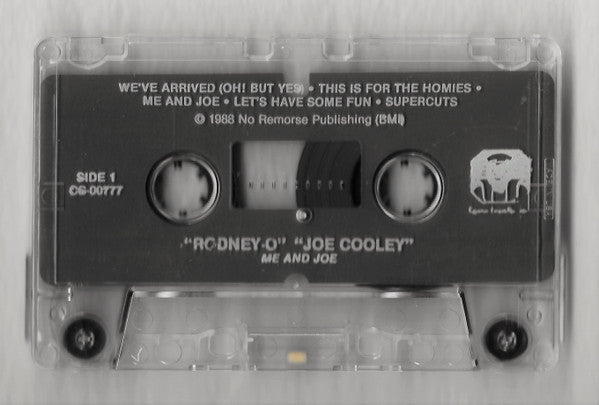 WE'VE ARRIVED (OH! BUT YES) • THIS IS FOR THE HOMIES •
ME AND JOE • LET'S HAVE SOME FUN • SUPERCUTS
© 1988 No Remorse Publishing (BMI)
SIDE 1
CG-00777
"RODNEY-O" "JOE COOLEY"
ME AND JOE